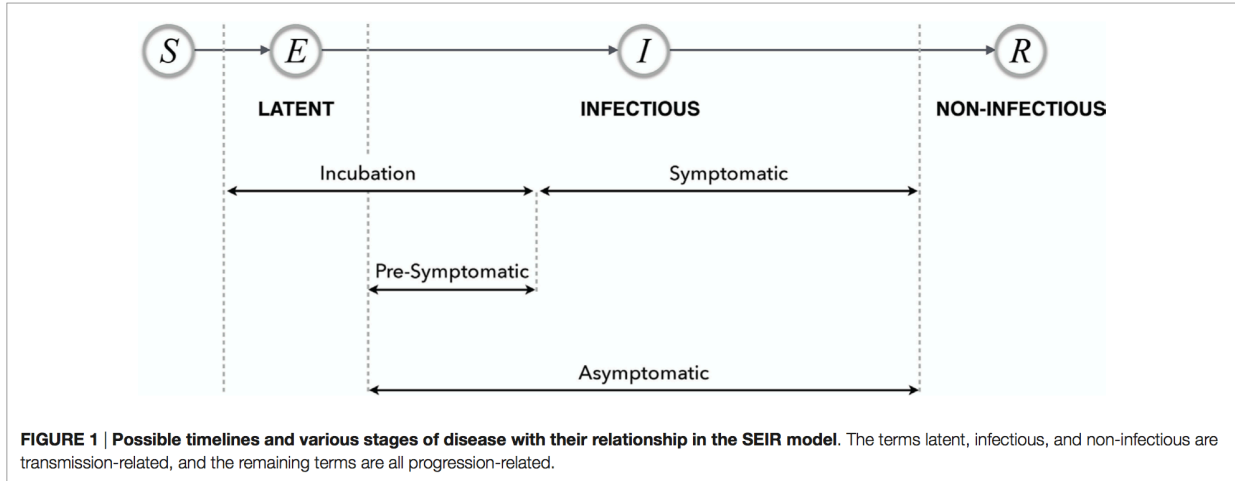 S E I R
LATENT INFECTIOUS NON-INFECTIOUS
Incubation Symptomatic
Pre-Symptomatic
Asymptomatic
FIGURE 1 | Possible timelines and various stages of disease with their relationship in the SEIR model. The terms latent, infectious, and non-infectious are
transmission-related, and the remaining terms are all progression-related.